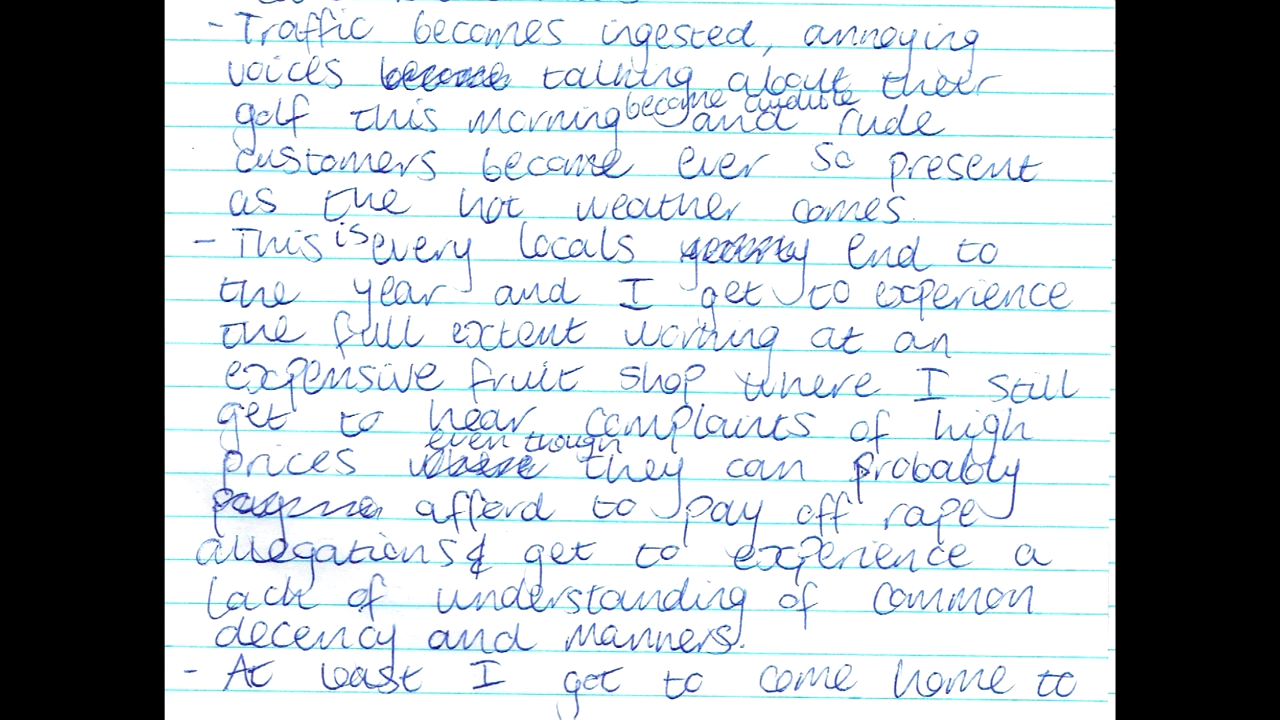 - Traffic becomes ingested, annoying
voices talking about their
golf this morning become audible and rude
customers become ever so present
as the hot weather comes.
- This is every locals end to
the year and I get to experience
the full extent working at an
expensive fruit shop where I still
get to hear complaints of high
prices even though they can probably
afford to pay off rape
allegations & get to experience a
lack of understanding of common
decency and manners.
- At least I get to come home to